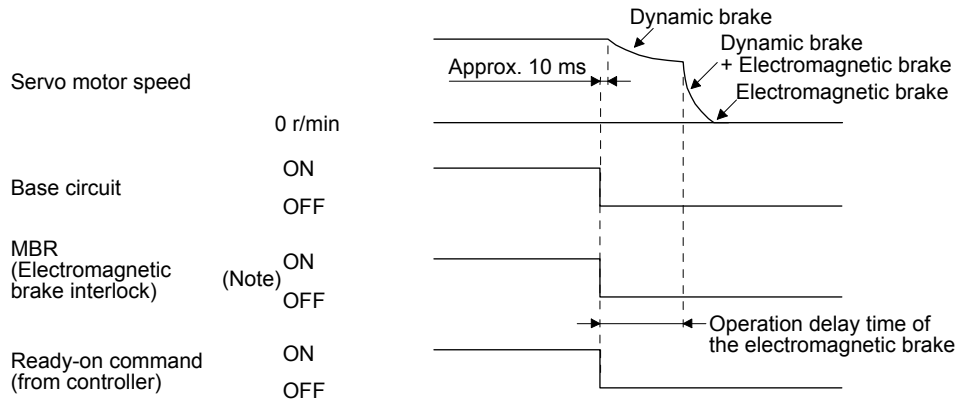 Dynamic brake
Dynamic brake
+ Electromagnetic brake
Approx. 10 ms
Electromagnetic brake
Servo motor speed
0 r/min
ON
Base circuit
OFF
MBR
(Electromagnetic
brake interlock)
(Note)
ON
OFF
Operation delay time of
the electromagnetic brake
Ready-on command
(from controller)
ON
OFF